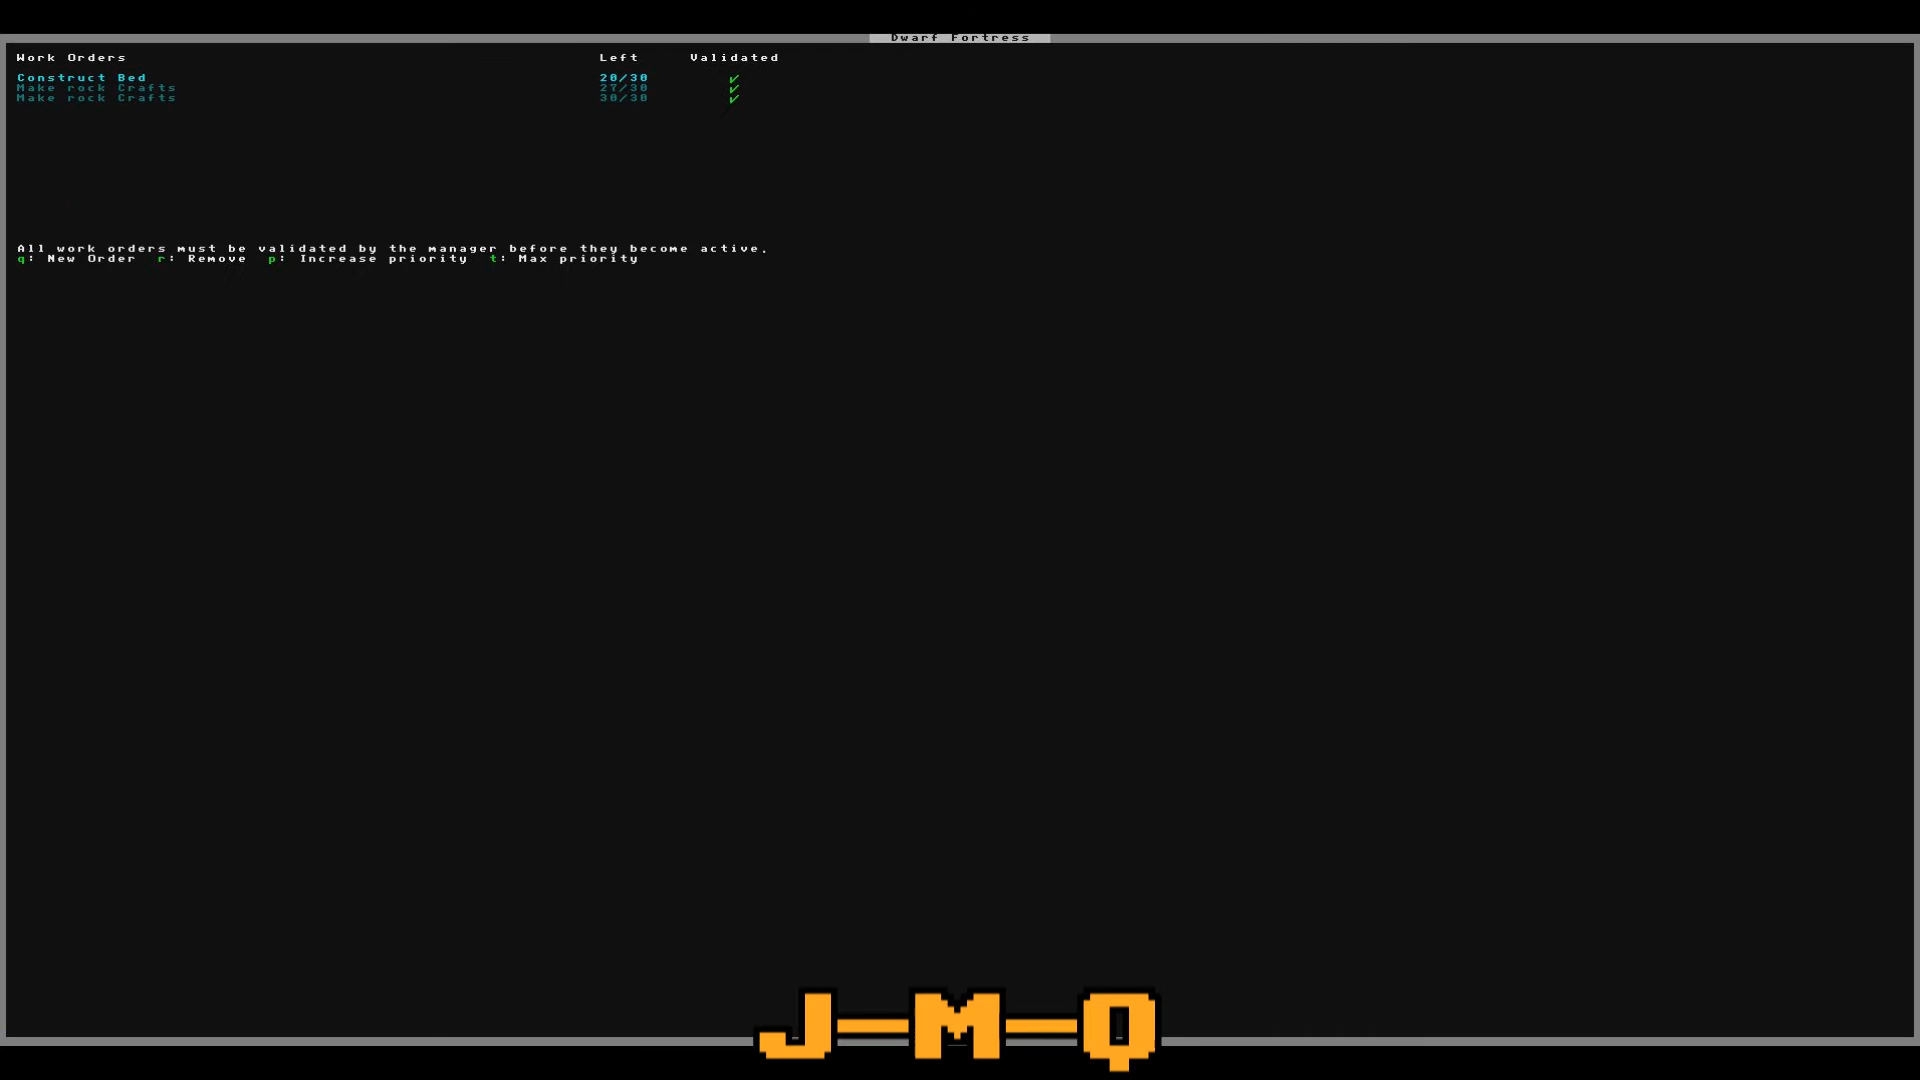 Dwarf Fortress
Work Orders Left Validated
Construct Bed 20/30 ✓
Make rock Crafts 27/30 ✓
Make rock Crafts 30/30 ✓
All work orders must be validated by the manager before they become active.
q: New Order r: Remove p: Increase priority t: Max priority
J-M-Q